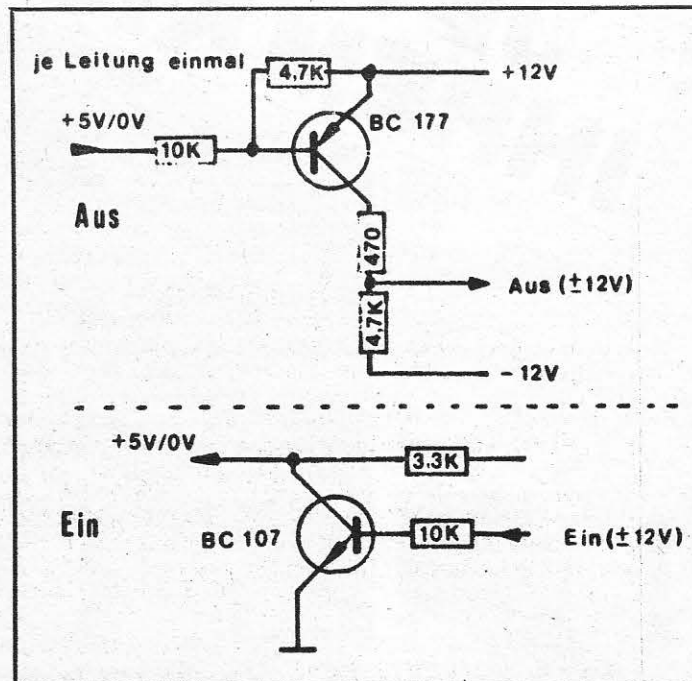 je Leitung einmal
4,7K
+12V
+5V/0V
BC 177
10K
Aus
470
Aus (±12V)
4,7K
-12V
+5V/0V
3.3K
Ein
BC 107
10K
Ein (±12V)